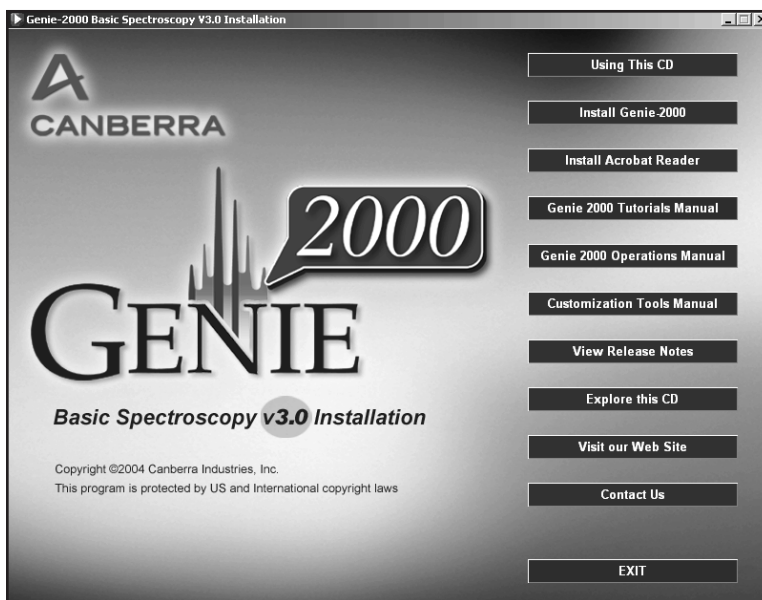 Genie-2000 Basic Spectroscopy V3.0 Installation
CANBERRA
2000
GENIE
Basic Spectroscopy v3.0 Installation
Copyright ©2004 Canberra Industries, Inc.
This program is protected by US and International copyright laws
Using This CD
Install Genie-2000
Install Acrobat Reader
Genie 2000 Tutorials Manual
Genie 2000 Operations Manual
Customization Tools Manual
View Release Notes
Explore this CD
Visit our Web Site
Contact Us
EXIT